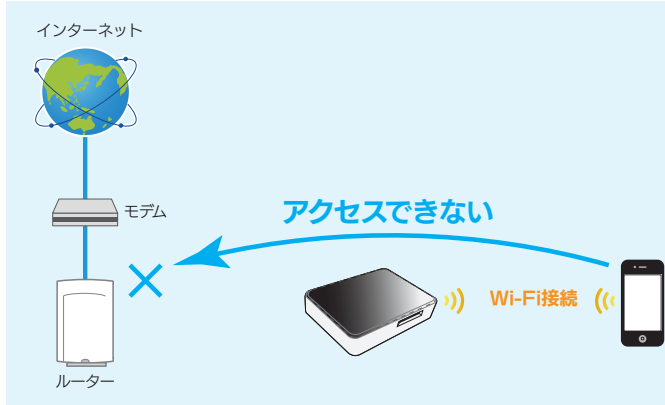 インターネット
モデム
アクセスできない
Wi-Fi接続
ルーター